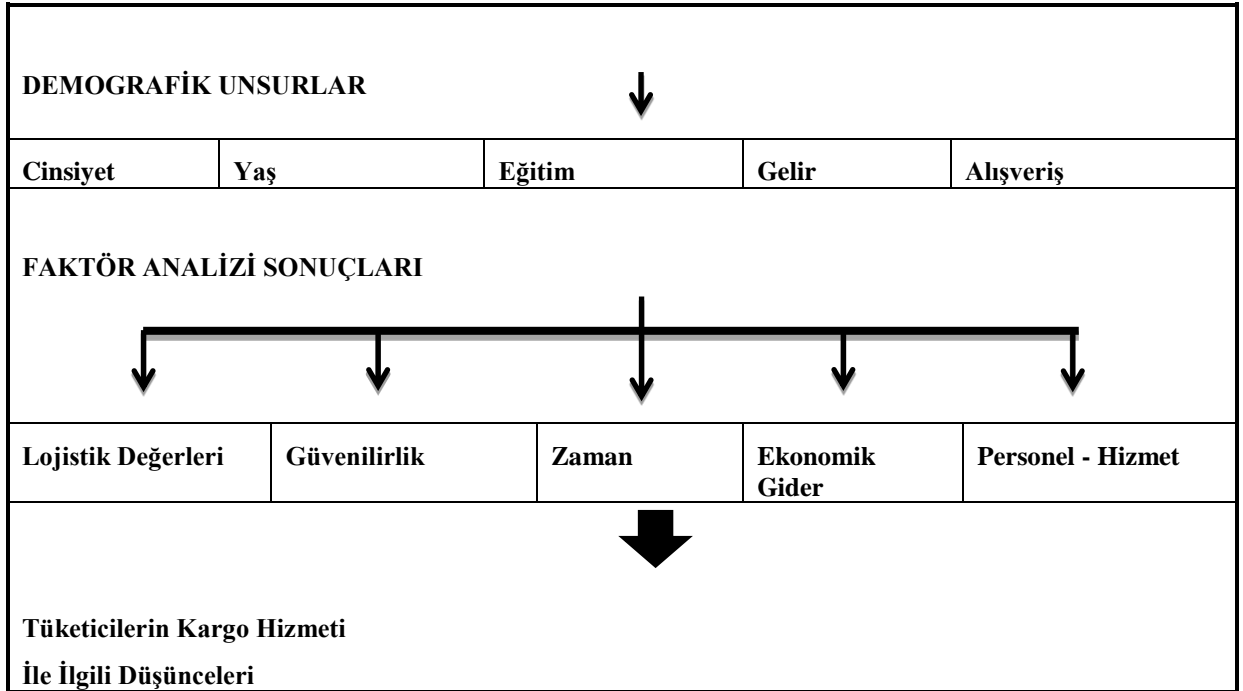 DEMOGRAFİK UNSURLAR
Cinsiyet Yaş Eğitim Gelir Alışveriş
FAKTÖR ANALİZİ SONUÇLARI
Lojistik Değerleri Güvenilirlik Zaman Ekonomik Gider Personel - Hizmet
Tüketicilerin Kargo Hizmeti
İle İlgili Düşünceleri